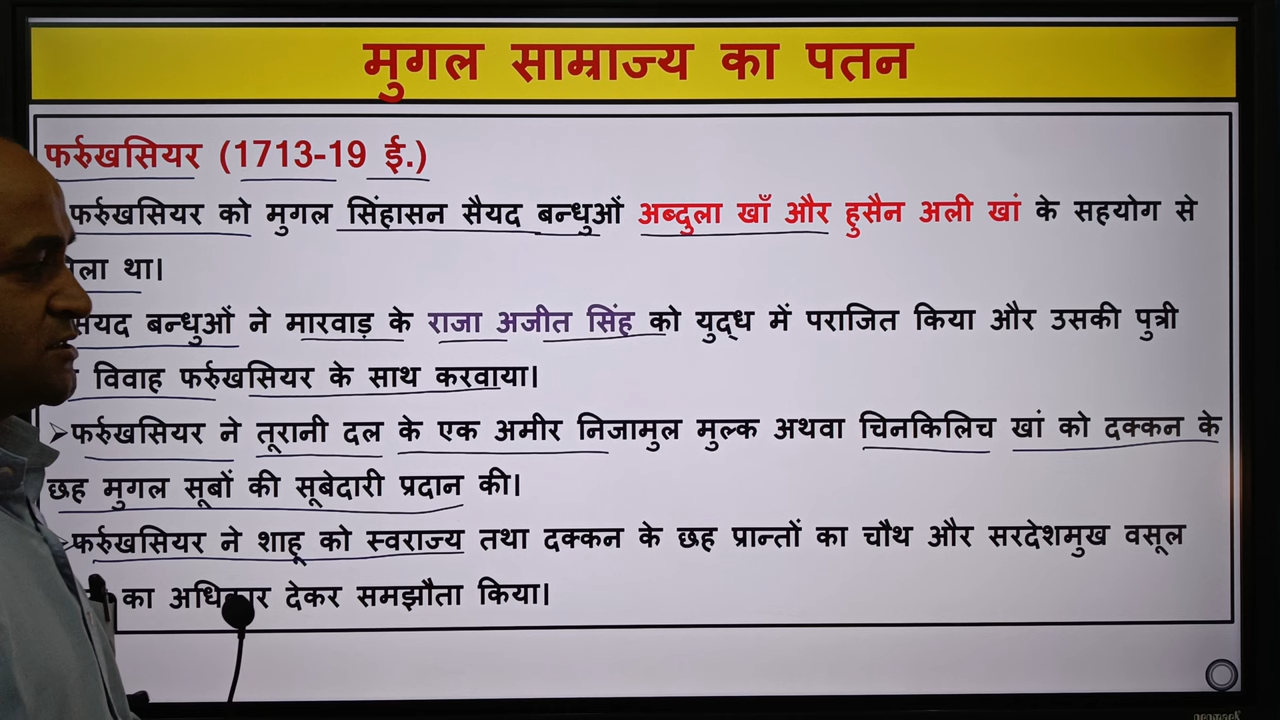 मुगल साम्राज्य का पतन
फर्रुखसियर (1713-19 ई.)
फर्रुखसियर को मुगल सिंहासन सैयद बन्धुओं अब्दुला खाँ और हुसैन अली खां के सहयोग से
था।
बन्धुओं ने मारवाड़ के राजा अजीत सिंह को युद्ध में पराजित किया और उसकी पुत्री
विवाह फर्रुखसियर के साथ करवाया।
➢फर्रुखसियर ने तूरानी दल के एक अमीर निजामुल मुल्क अथवा चिनकिलिच खां को दक्कन के
छह मुगल सूबों की सूबेदारी प्रदान की।
फर्रुखसियर ने शाहू को स्वराज्य तथा दक्कन के छह प्रान्तों का चौथ और सरदेशमुख वसूल
का अधिकार देकर समझौता किया।